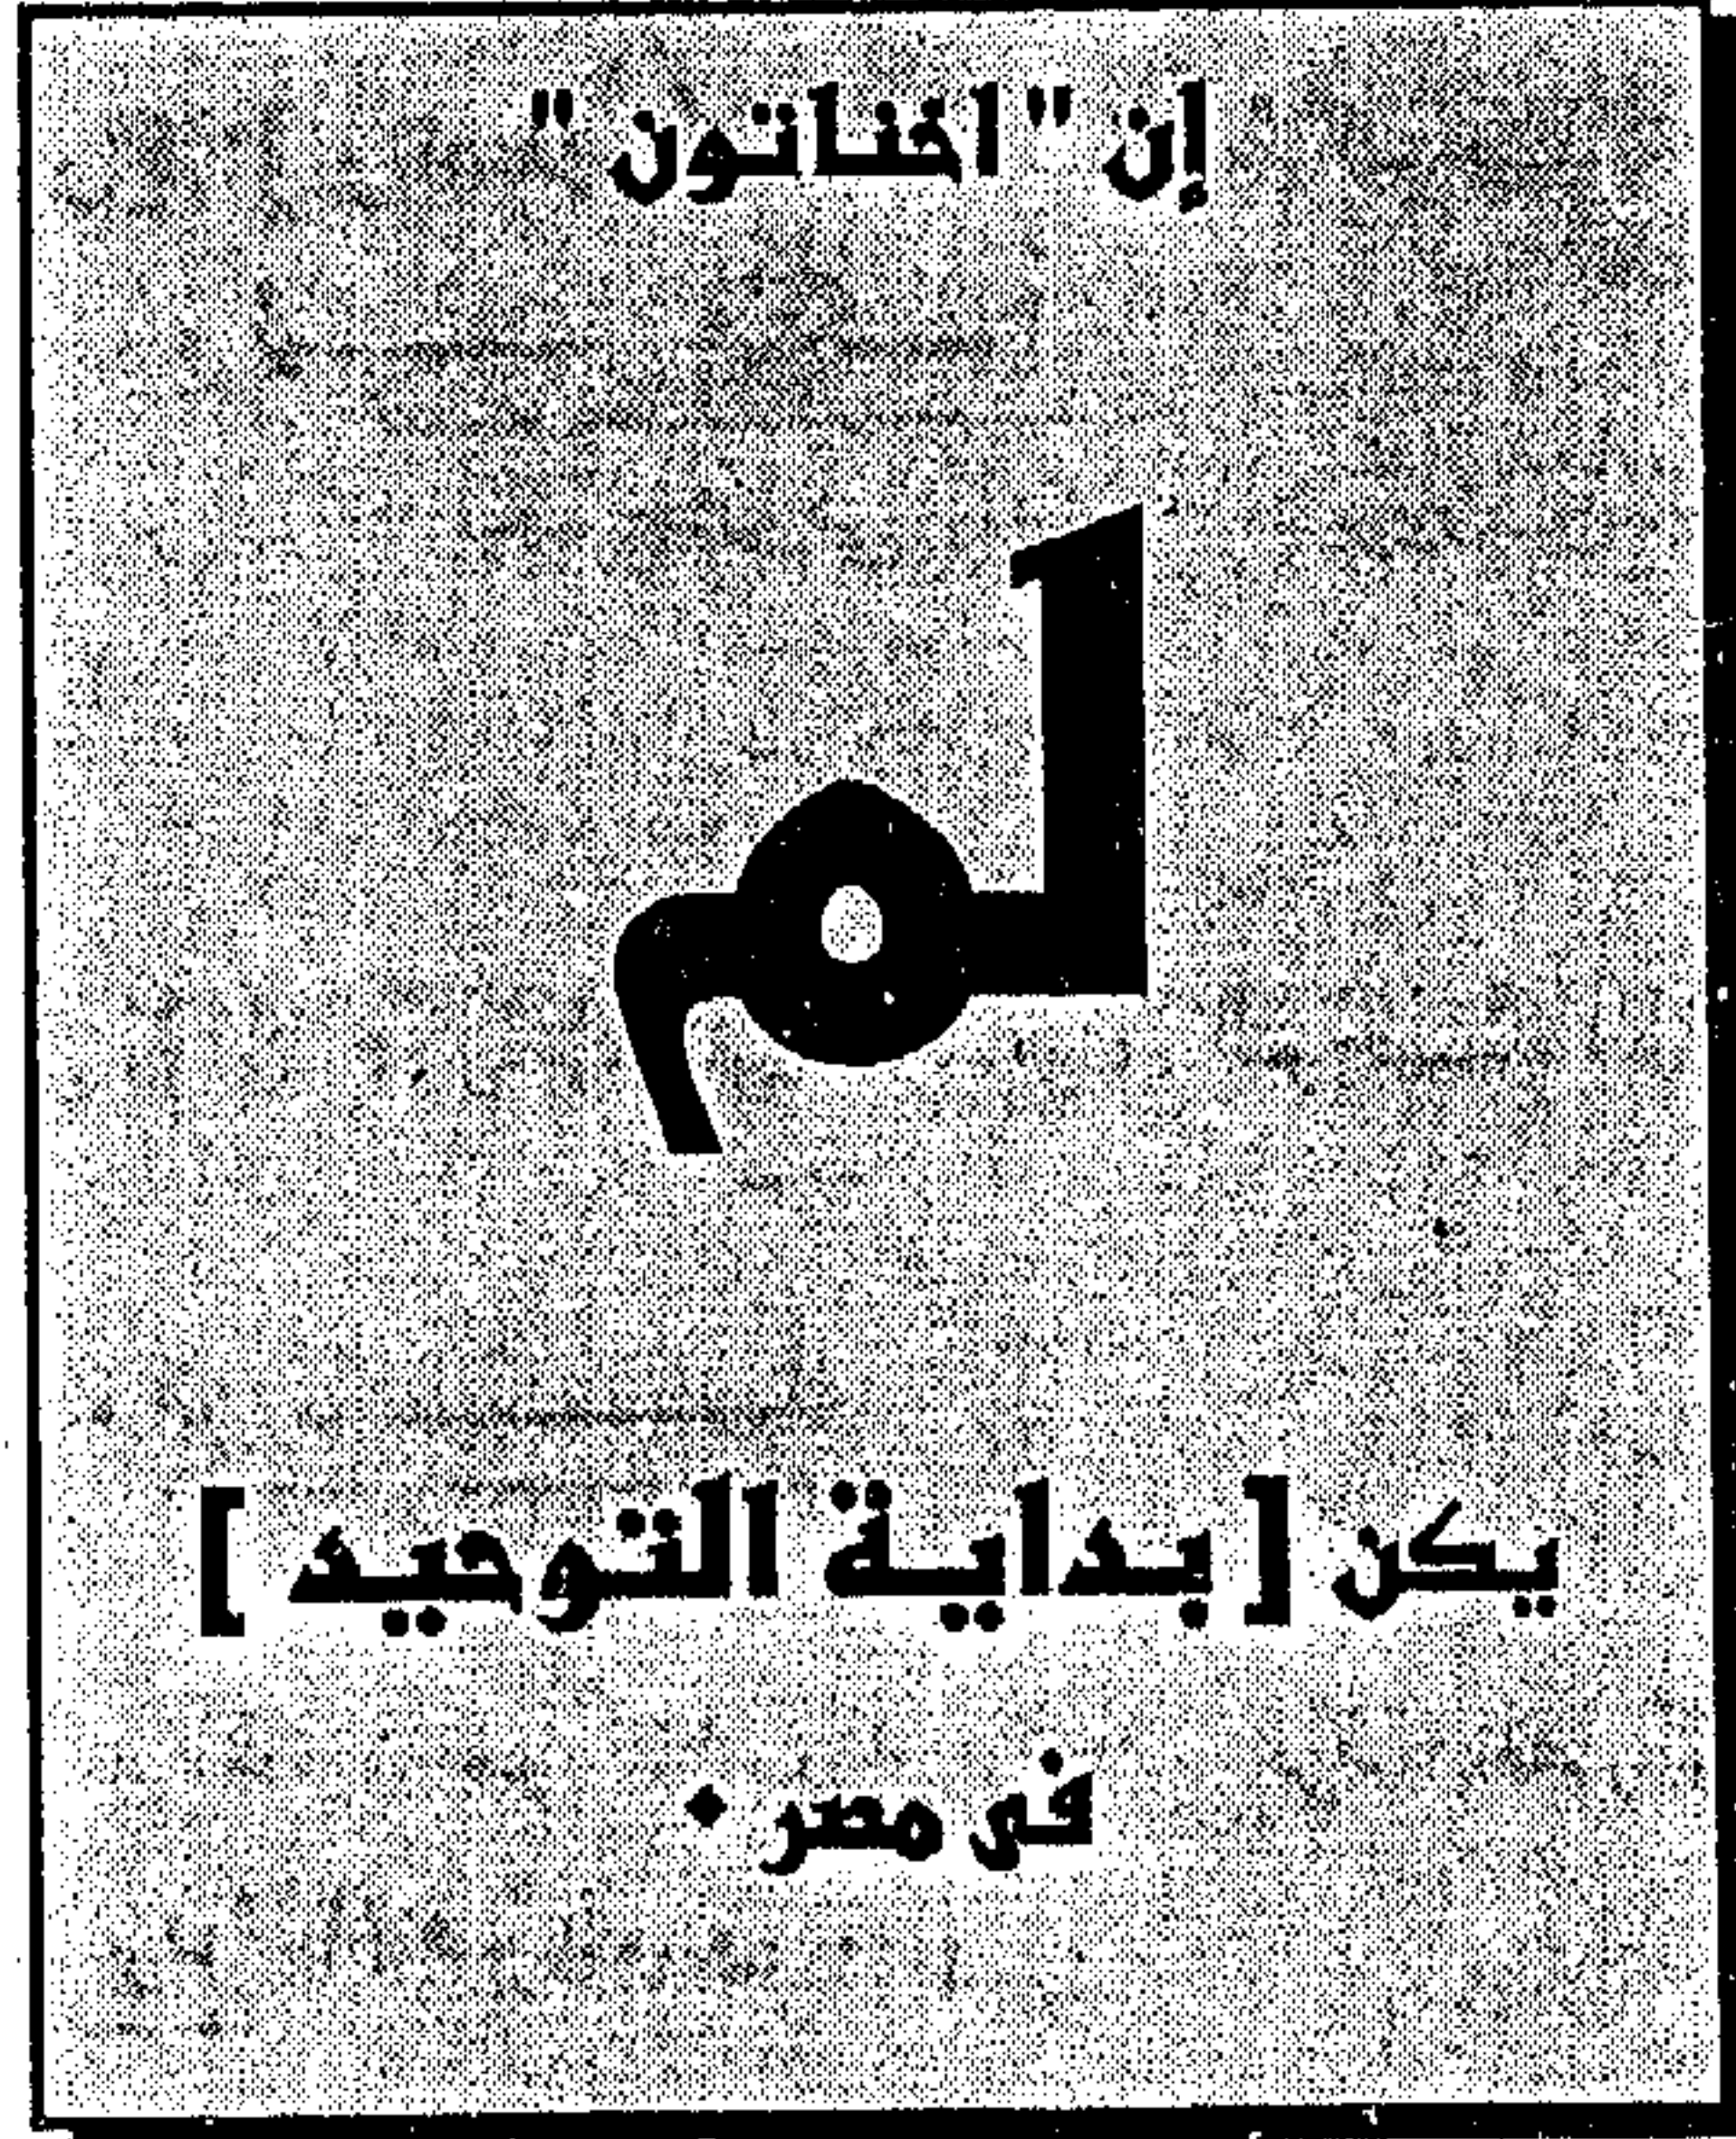 إن " اخناتون "
لم
يكن [ بداية التوحيد ]
فى مصر .